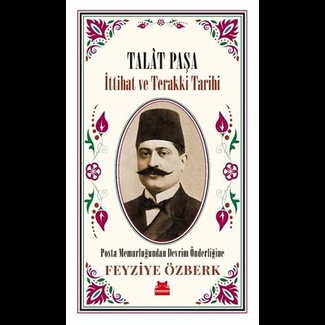 TALÂT PAŞA
İttihat ve Terakki Tarihi
Posta Memurluğundan Devrim Önderliğine
FEYZİYE ÖZBERK